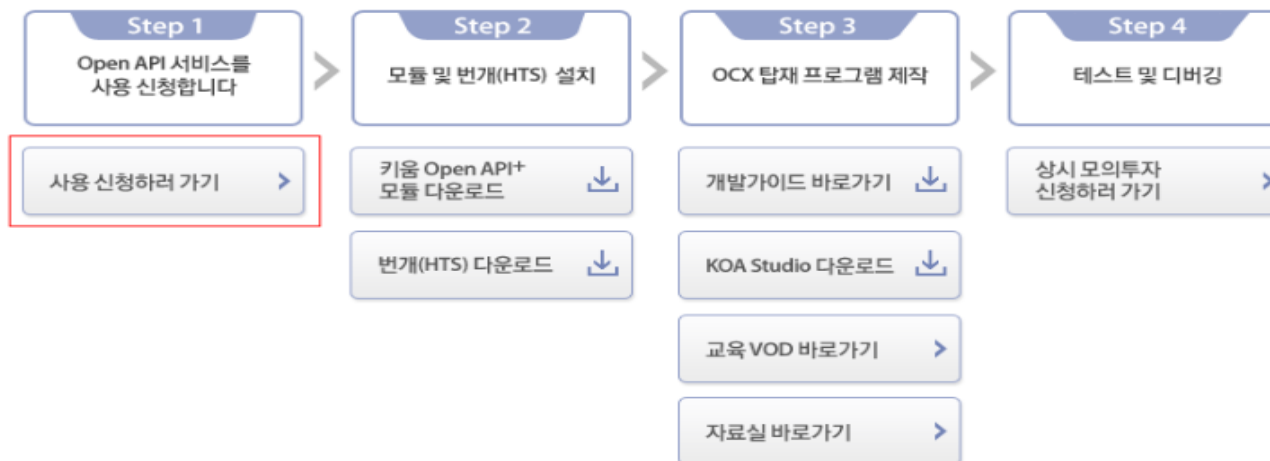 Step 1
Open API 서비스를
사용 신청합니다
사용 신청하러 가기
Step 2
모듈 및 번개(HTS) 설치
키움 Open API+
모듈 다운로드
번개(HTS) 다운로드
Step 3
OCX 탑재 프로그램 제작
개발가이드 바로가기
KOA Studio 다운로드
교육 VOD 바로가기
자료실 바로가기
Step 4
테스트 및 디버깅
상시 모의투자
신청하러 가기